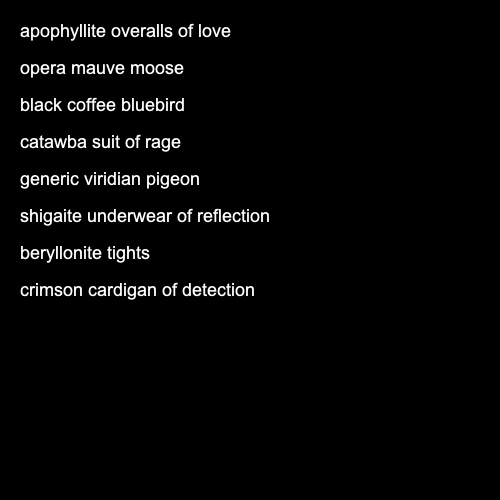 apophyllite overalls of love
opera mauve moose
black coffee bluebird
catawba suit of rage
generic viridian pigeon
shigaite underwear of reflection
beryllonite tights
crimson cardigan of detection